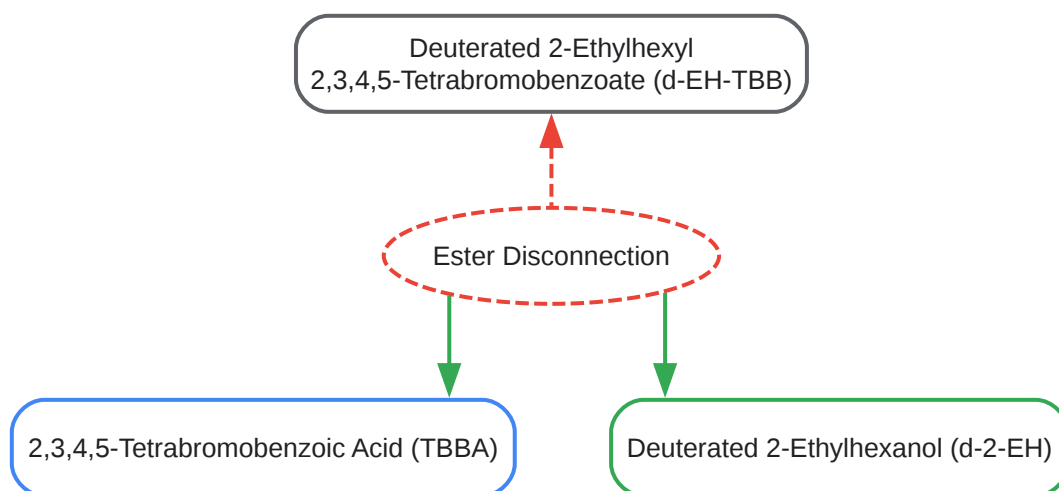 Deuterated 2-Ethylhexyl
2,3,4,5-Tetrabromobenzoate (d-EH-TBB)
Ester Disconnection
2,3,4,5-Tetrabromobenzoic Acid (TBBA)
Deuterated 2-Ethylhexanol (d-2-EH)